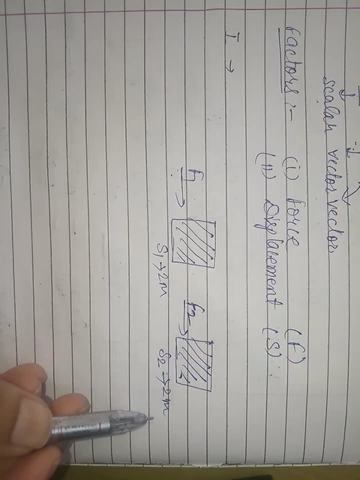 scalar vector vector
Factors :- (i) Force (F)
(ii) Displacement (S) :
I →
F1 → F2 →
S1 → 2m S2 → 2m